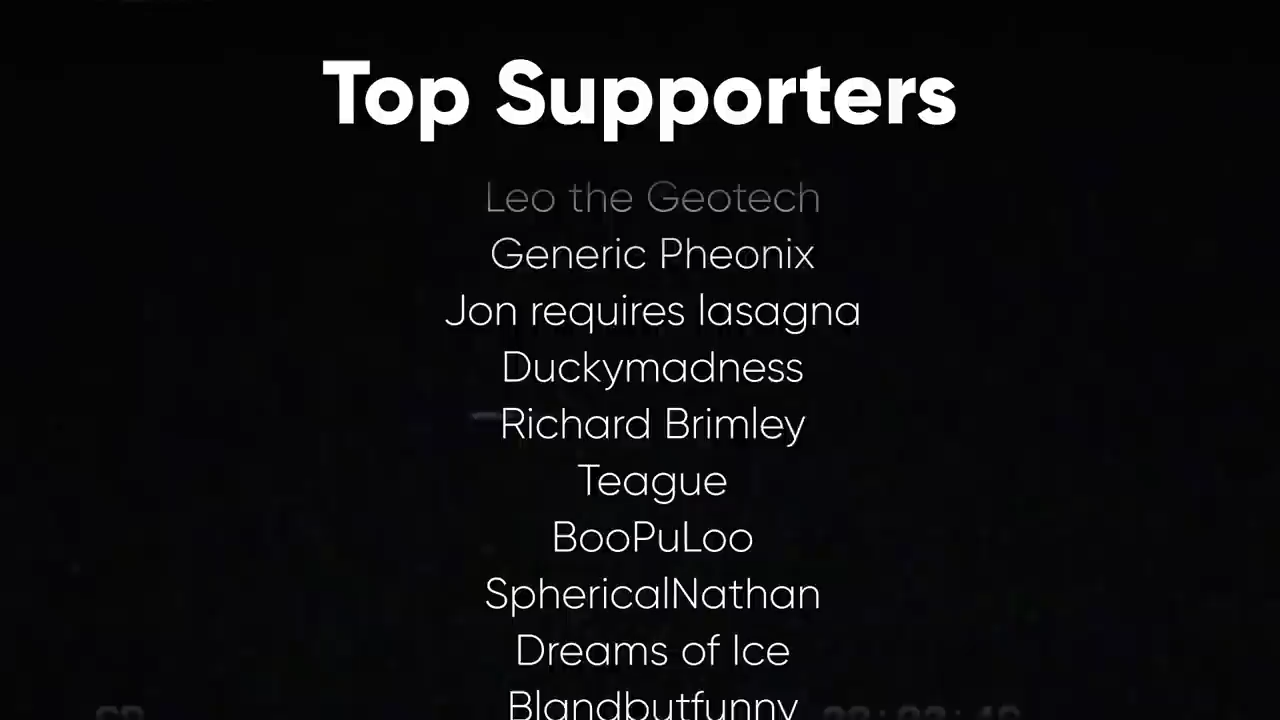 Top Supporters
Leo the Geotech
Generic Pheonix
Jon requires lasagna
Duckymadness
Richard Brimley
Teague
BooPuLoo
SphericalNathan
Dreams of Ice
Blandbutfunny